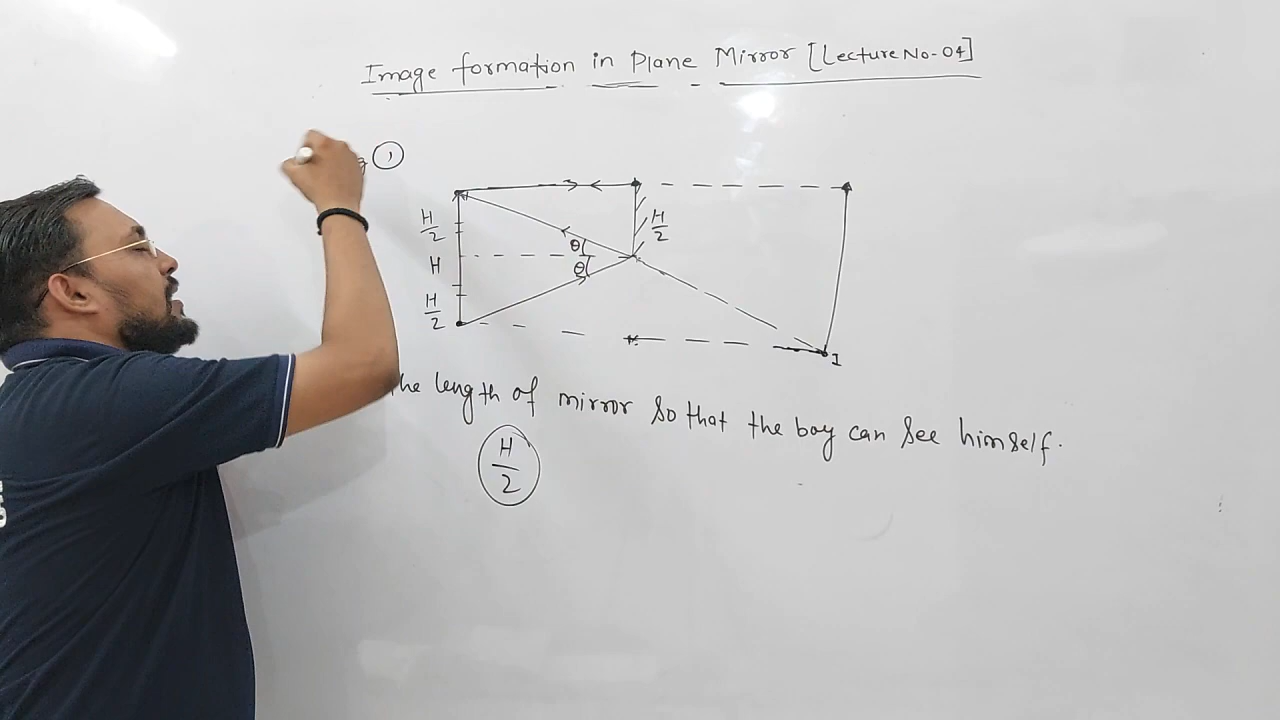 Image formation in Plane Mirror [Lecture No-04]
1
H/2
H/2
θ
H
θ
H/2
I
the length of mirror so that the boy can see himself.
H/2